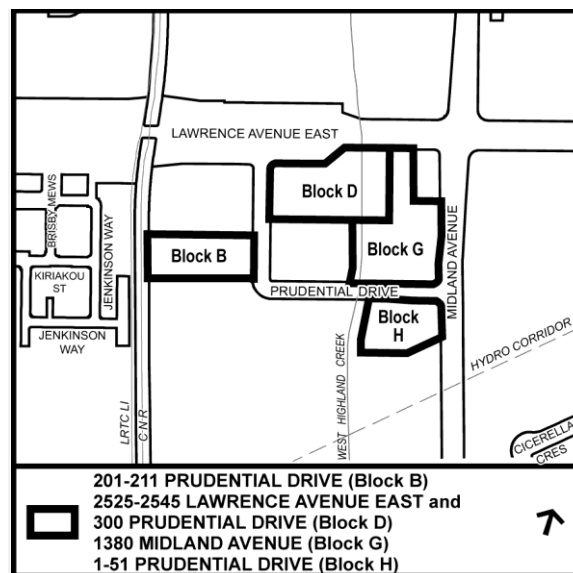 LAWRENCE AVENUE EAST
BRISBY MEWS
JENKINSON WAY
Block D
MIDLAND AVENUE
Block B
Block G
KIRIAKOU
ST
PRUDENTIAL DRIVE
Block
H
JENKINSON
WAY
LRTC LI
C N R
WEST HIGHLAND CREEK
HYDRO CORRIDOR
CICERELLA
CRES
201-211 PRUDENTIAL DRIVE (Block B)
2525-2545 LAWRENCE AVENUE EAST and
300 PRUDENTIAL DRIVE (Block D)
1380 MIDLAND AVENUE (Block G)
1-51 PRUDENTIAL DRIVE (Block H)